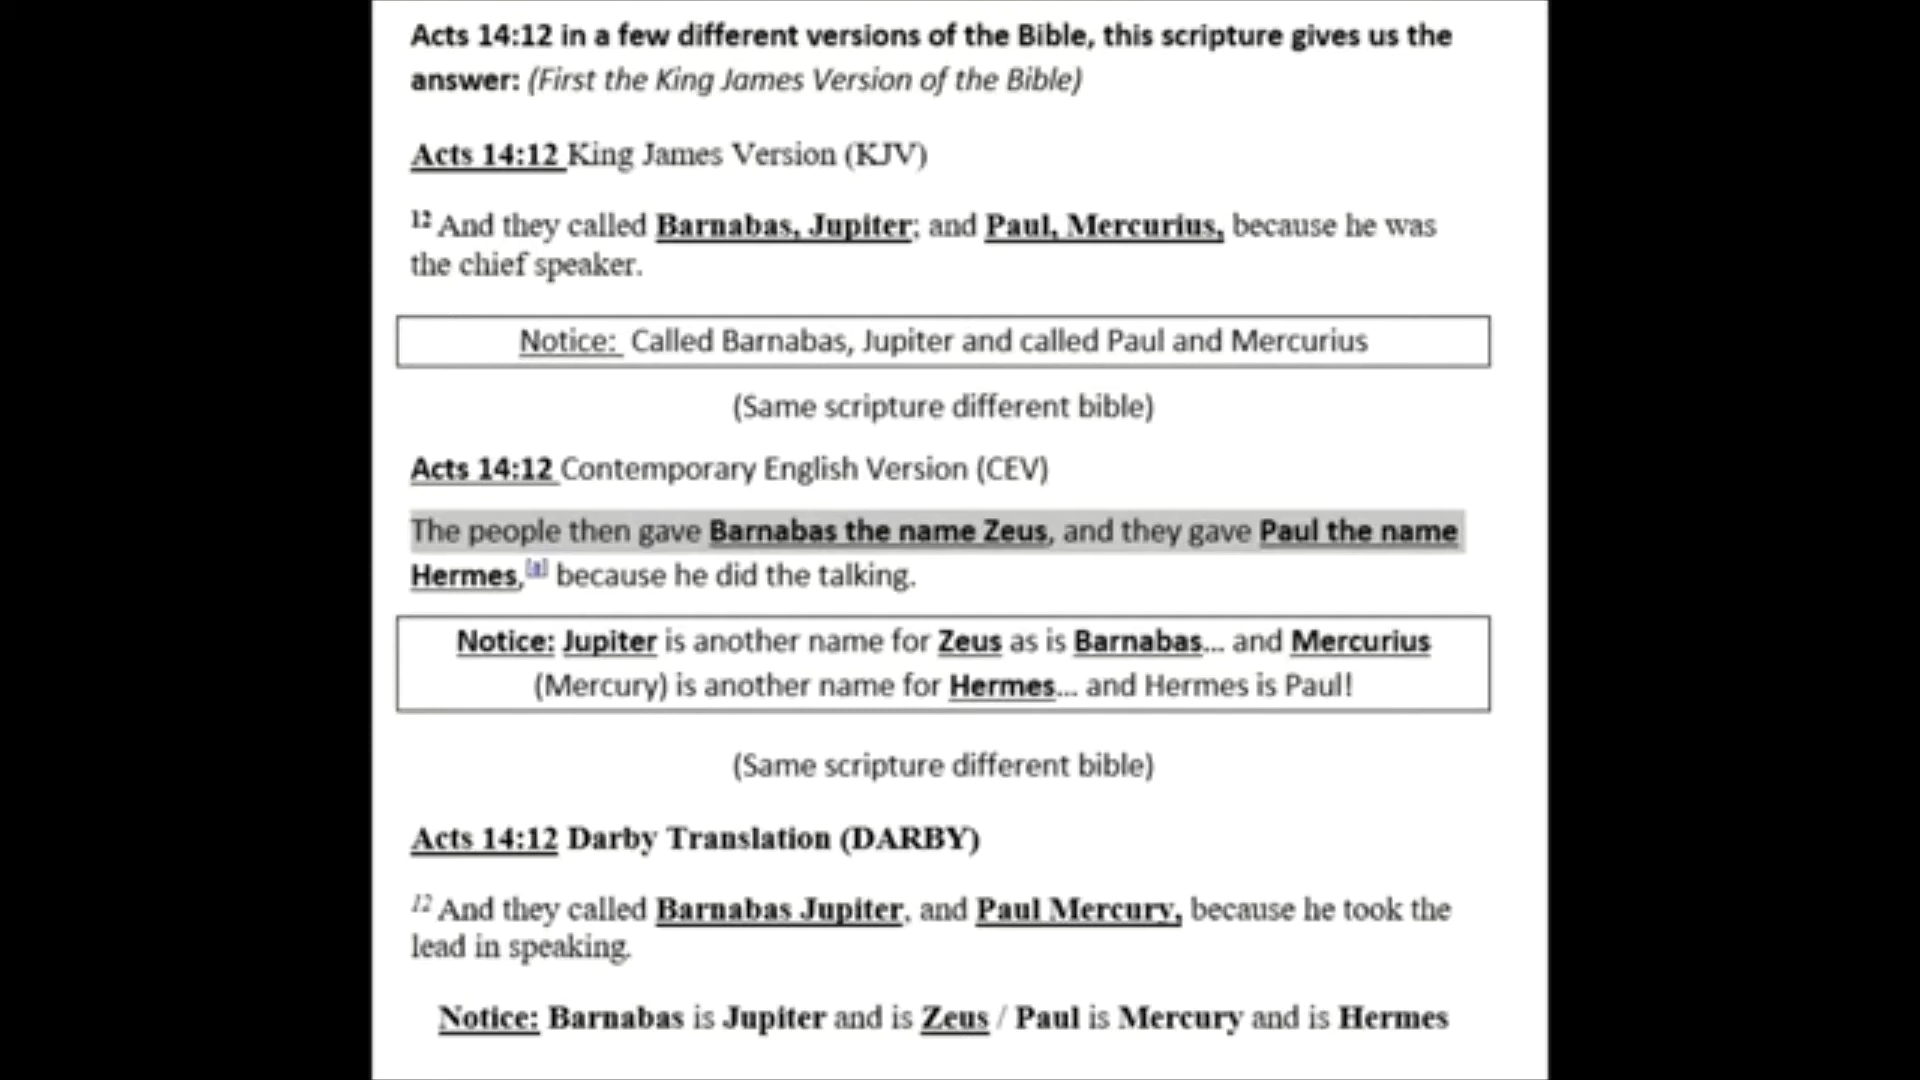 Acts 14:12 in a few different versions of the Bible, this scripture gives us the
answer: (First the King James Version of the Bible)
Acts 14:12 King James Version (KJV)
12 And they called Barnabas, Jupiter; and Paul, Mercurius, because he was
the chief speaker.
Notice: Called Barnabas, Jupiter and called Paul and Mercurius
(Same scripture different bible)
Acts 14:12 Contemporary English Version (CEV)
The people then gave Barnabas the name Zeus, and they gave Paul the name
Hermes,[a] because he did the talking.
Notice: Jupiter is another name for Zeus as is Barnabas... and Mercurius
(Mercury) is another name for Hermes... and Hermes is Paul!
(Same scripture different bible)
Acts 14:12 Darby Translation (DARBY)
12 And they called Barnabas Jupiter, and Paul Mercury, because he took the
lead in speaking.
Notice: Barnabas is Jupiter and is Zeus / Paul is Mercury and is Hermes